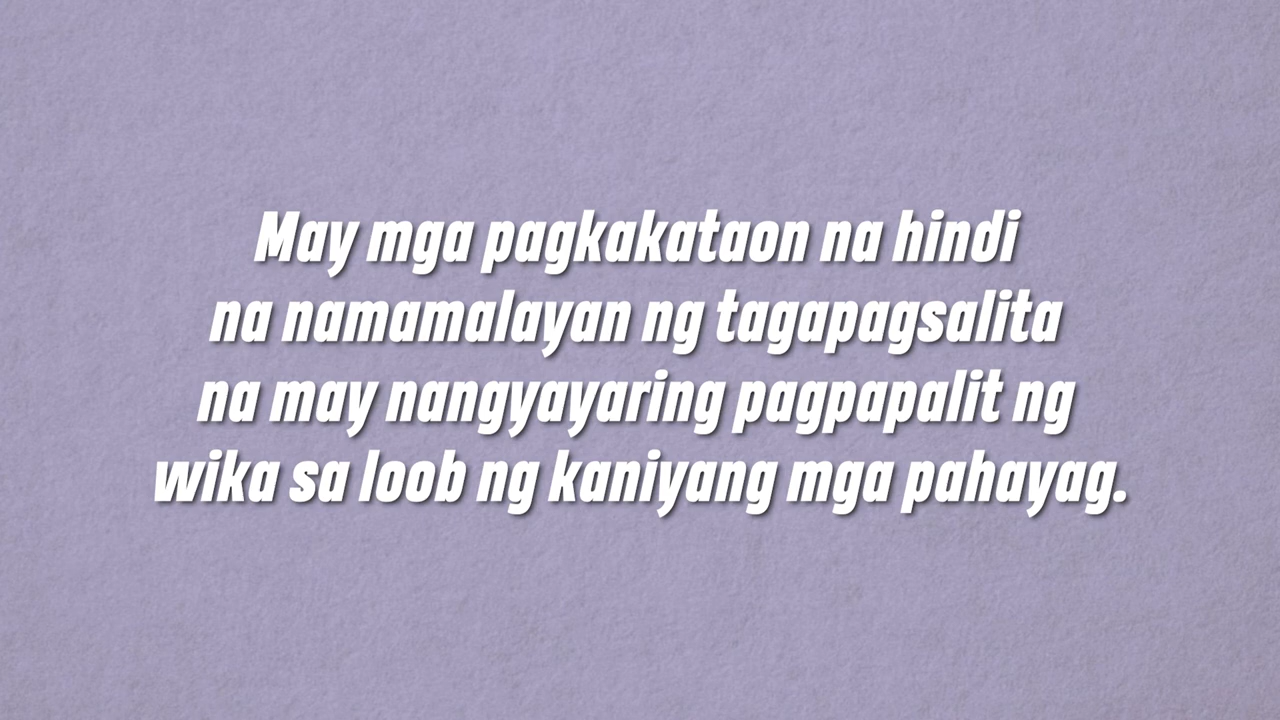 May mga pagkakataon na hindi
na namamalayan ng tagapagsalita
na may nangyayaring pagpapalit ng
wika sa loob ng kaniyang mga pahayag.